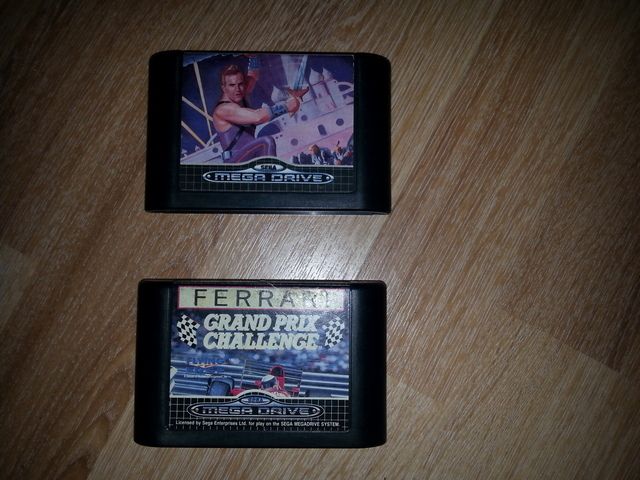 SEGA
MEGA DRIVE
FERRARI
GRAND PRIX
CHALLENGE
SEGA
MEGA DRIVE
Licensed by Sega Enterprises Ltd. for play on the SEGA MEGADRIVE SYSTEM.